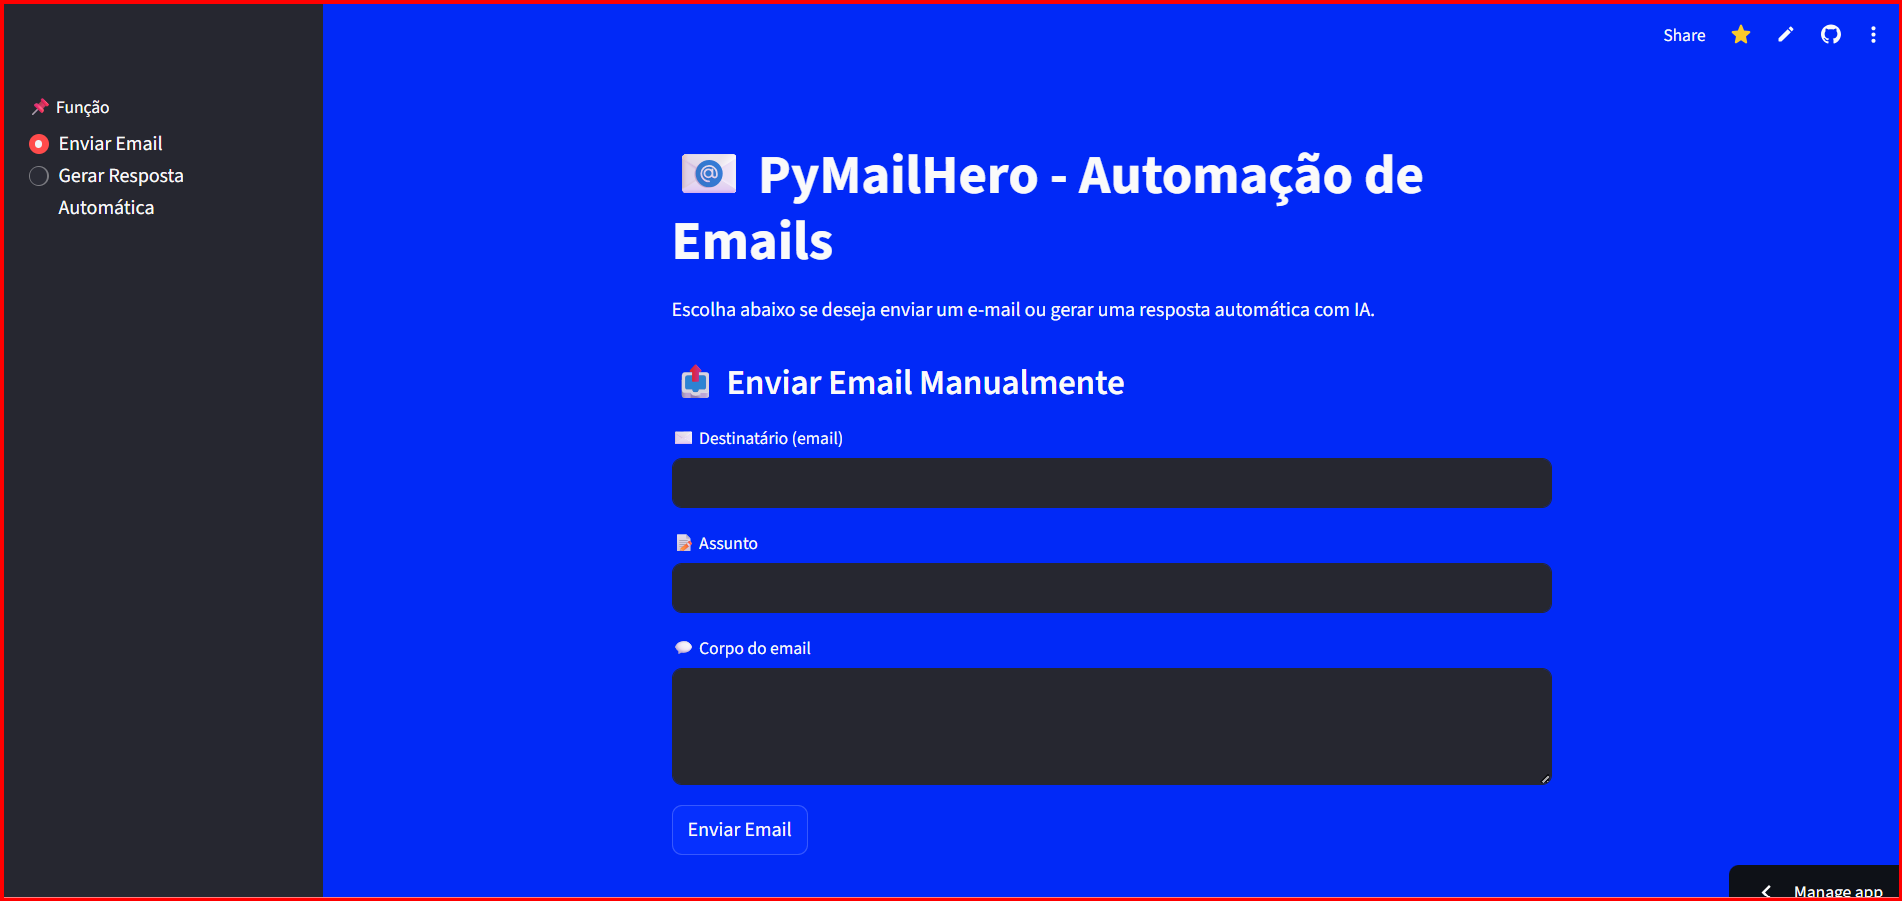 Share
Função
Enviar Email
Gerar Resposta
Automática
PyMailHero - Automação de
Emails
Escolha abaixo se deseja enviar um e-mail ou gerar uma resposta automática com IA.
Enviar Email Manualmente
Destinatário (email)
Assunto
Corpo do email
Enviar Email
Manage app